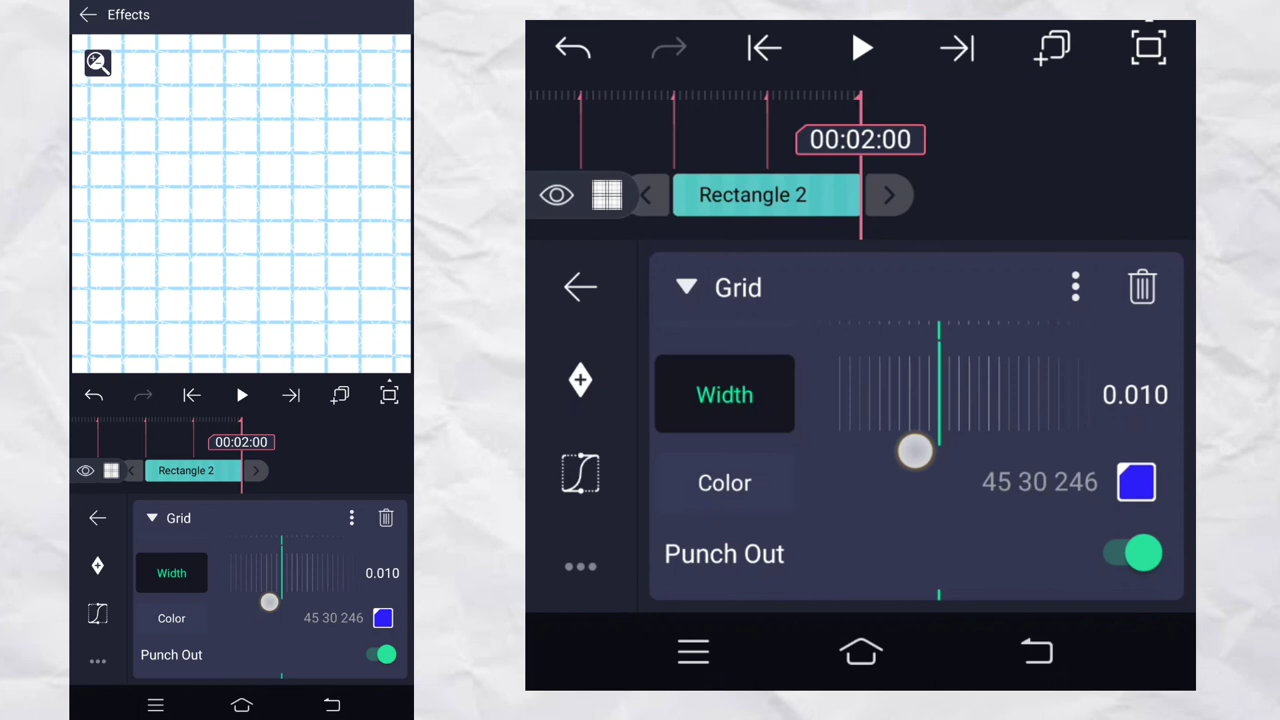 Effects
00:02:00
Rectangle 2
Grid
Width
0.010
Color
45 30 246
Punch Out
00:02:00
Rectangle 2
Grid
Width
0.010
Color
45 30 246
Punch Out